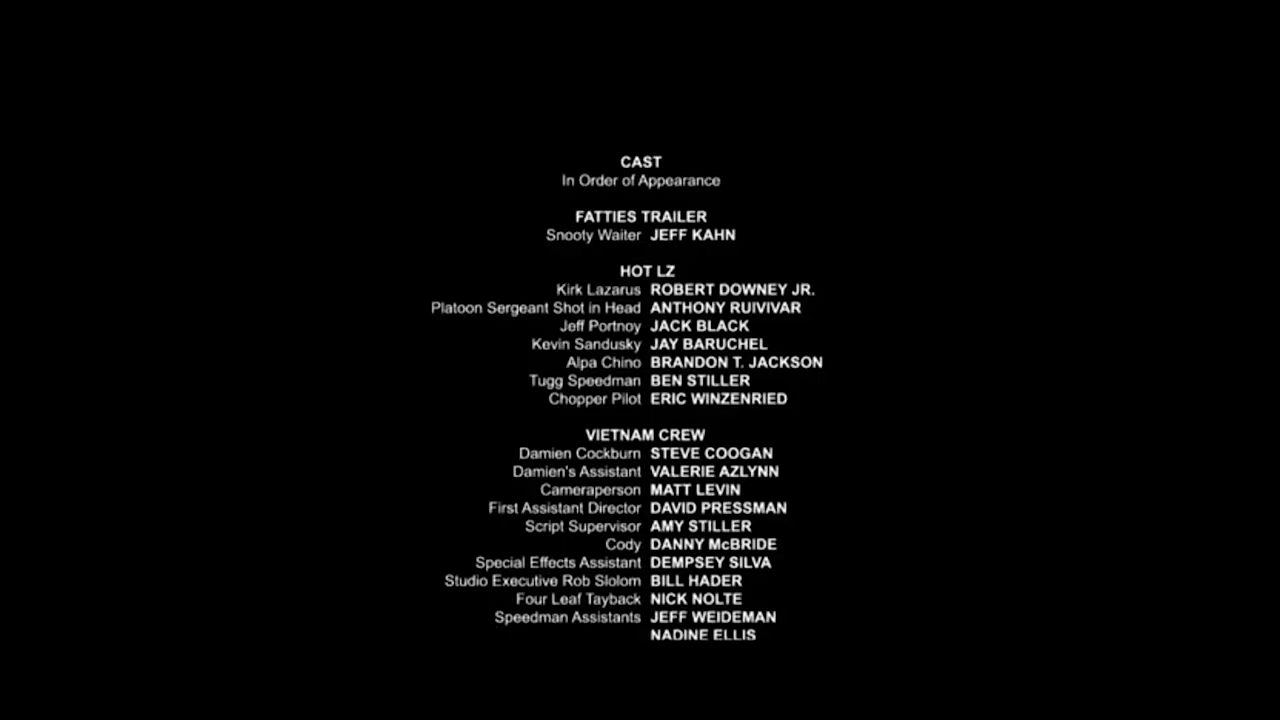 CAST
In Order of Appearance
FATTIES TRAILER
Snooty Waiter JEFF KAHN
HOT LZ
Kirk Lazarus ROBERT DOWNEY JR.
Platoon Sergeant Shot in Head ANTHONY RUIVIVAR
Jeff Portnoy JACK BLACK
Kevin Sandusky JAY BARUCHEL
Alpa Chino BRANDON T. JACKSON
Tugg Speedman BEN STILLER
Chopper Pilot ERIC WINZENRIED
VIETNAM CREW
Damien Cockburn STEVE COOGAN
Damien's Assistant VALERIE AZLYNN
Cameraperson MATT LEVIN
First Assistant Director DAVID PRESSMAN
Script Supervisor AMY STILLER
Cody DANNY McBRIDE
Special Effects Assistant DEMPSEY SILVA
Studio Executive Rob Slolom BILL HADER
Four Leaf Tayback NICK NOLTE
Speedman Assistants JEFF WEIDEMAN
NADINE ELLIS